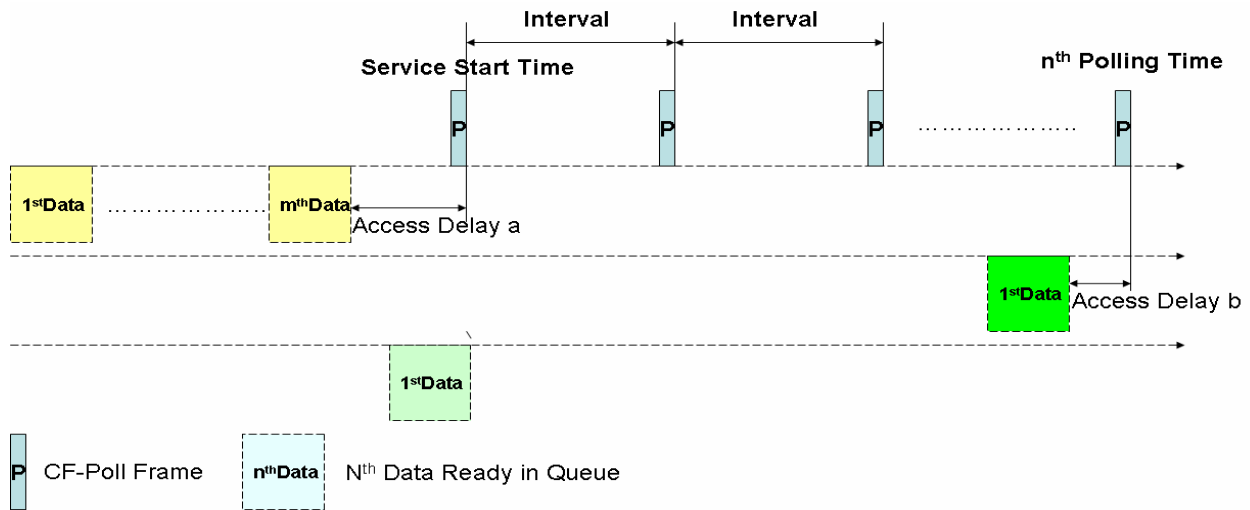 Interval Interval
Service Start Time
nth Polling Time
P P P ……………… P
1stData ……………… mthData
Access Delay a
1stData
Access Delay b
1stData
P CF-Poll Frame nthData Nth Data Ready in Queue